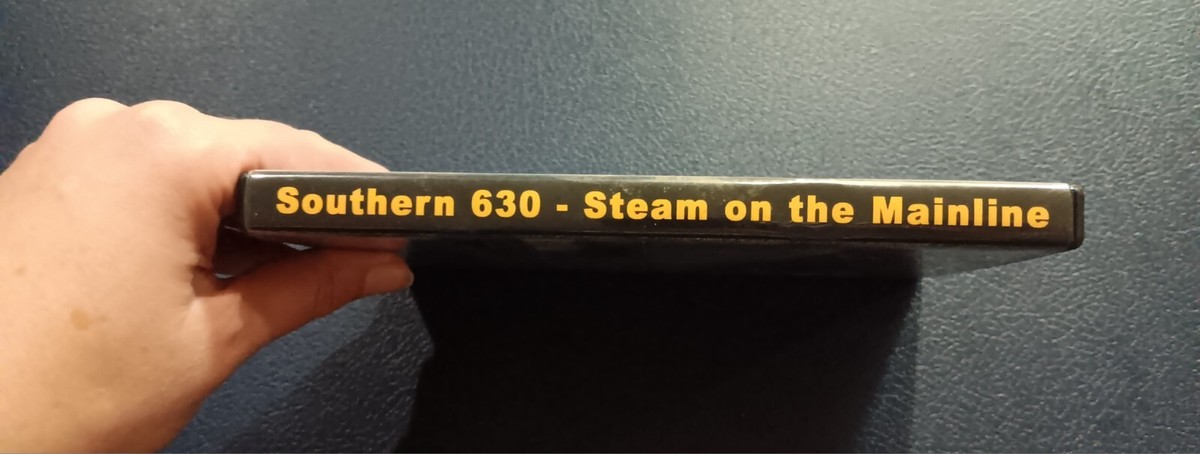 Southern 630 - Steam on the Mainline